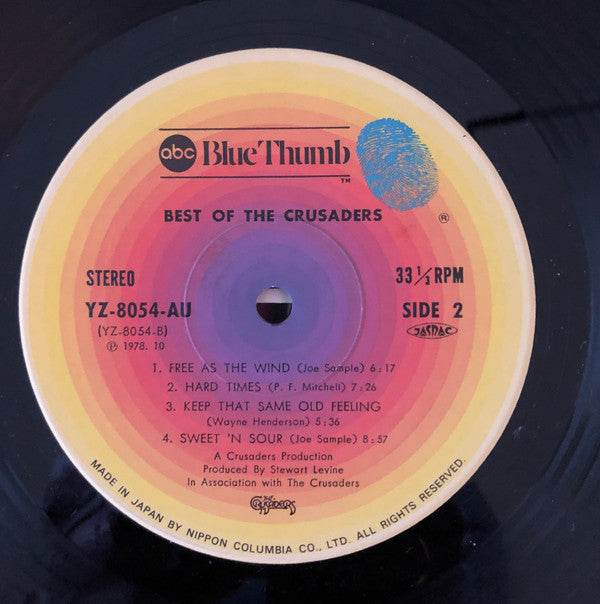 abc Blue Thumb
TM
BEST OF THE CRUSADERS ®
STEREO 33 1/3 RPM
YZ-8054-AU SIDE 2
(YZ-8054-B) JASRAC
℗ 1978. 10
1. FREE AS THE WIND (Joe Sample) 6:17
2. HARD TIMES (P. F. Mitchell) 7:26
3. KEEP THAT SAME OLD FEELING
(Wayne Henderson) 5:36
4. SWEET 'N SOUR (Joe Sample) 8:57
A Crusaders Production
Produced By Stewart Levine
In Association with The Crusaders
THE CRUSADERS
MADE IN JAPAN BY NIPPON COLUMBIA CO., LTD. ALL RIGHTS RESERVED.